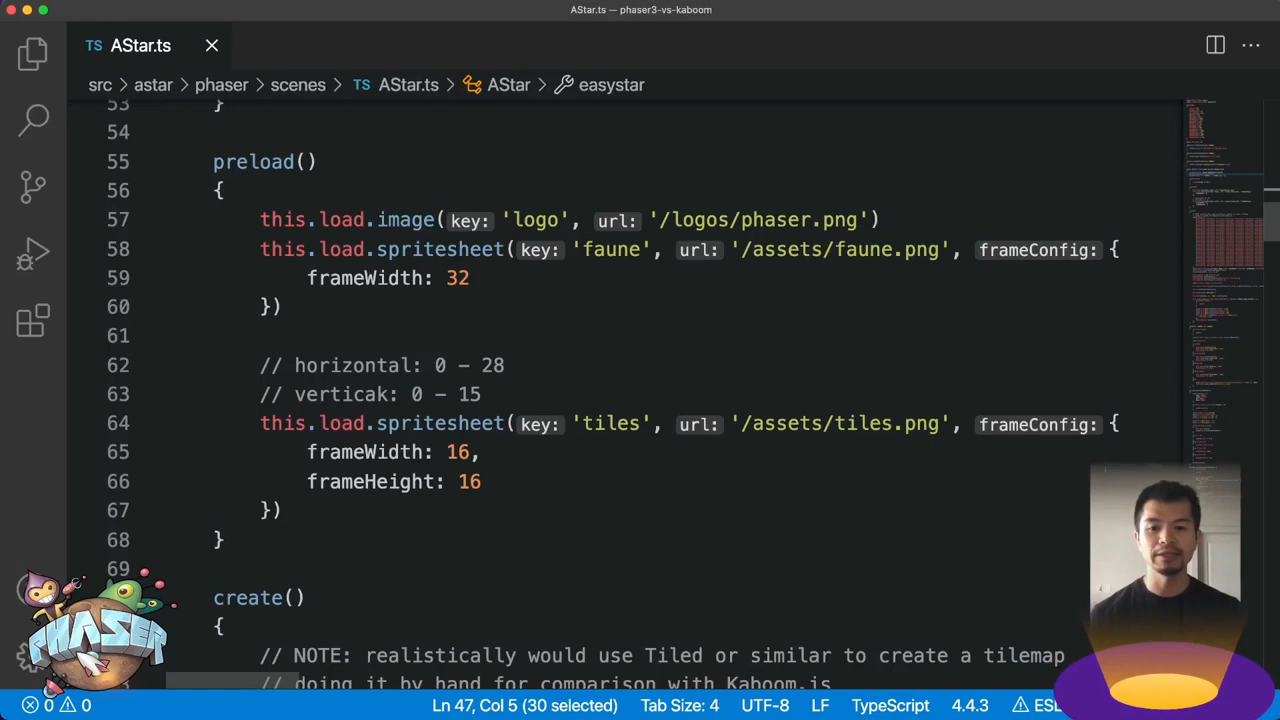 AStar.ts — phaser3-vs-kaboom
TS AStar.ts
src > astar > phaser > scenes > TS AStar.ts > AStar > easystar
53 }
54
55 preload()
56 {
57 this.load.image(key: 'logo', url: '/logos/phaser.png')
58 this.load.spritesheet(key: 'faune', url: '/assets/faune.png', frameConfig: {
59 frameWidth: 32
60 })
61
62 // horizontal: 0 – 28
63 // verticak: 0 – 15
64 this.load.spritesheet(key: 'tiles', url: '/assets/tiles.png', frameConfig: {
65 frameWidth: 16,
66 frameHeight: 16
67 })
68 }
69
create()
{
// NOTE: realistically would use Tiled or similar to create a tilemap
// doing it by hand for comparison with Kaboom.js
PHASER
0 0 Ln 47, Col 5 (30 selected) Tab Size: 4 UTF-8 LF TypeScript 4.4.3